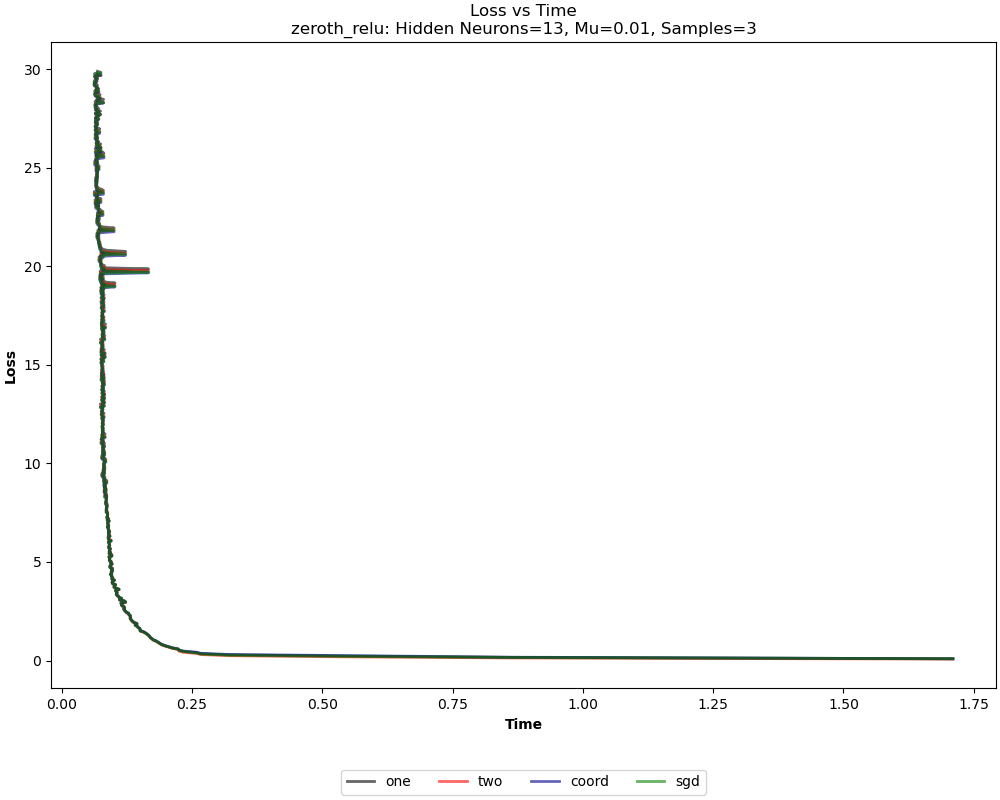 Loss vs Time
zeroth_relu: Hidden Neurons=13, Mu=0.01, Samples=3
30
25
20
15
10
5
0
Loss
0.00 0.25 0.50 0.75 1.00 1.25 1.50 1.75
Time
one two coord sgd